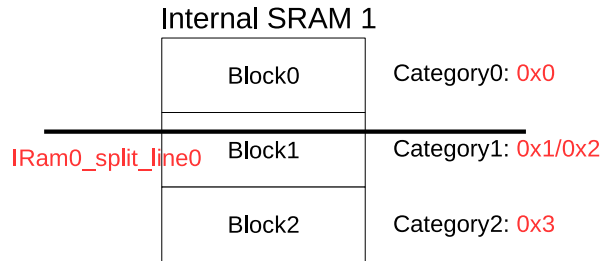 Internal SRAM 1
Block0
Category0: 0x0
IRam0_split_line0
Block1
Category1: 0x1/0x2
Block2
Category2: 0x3